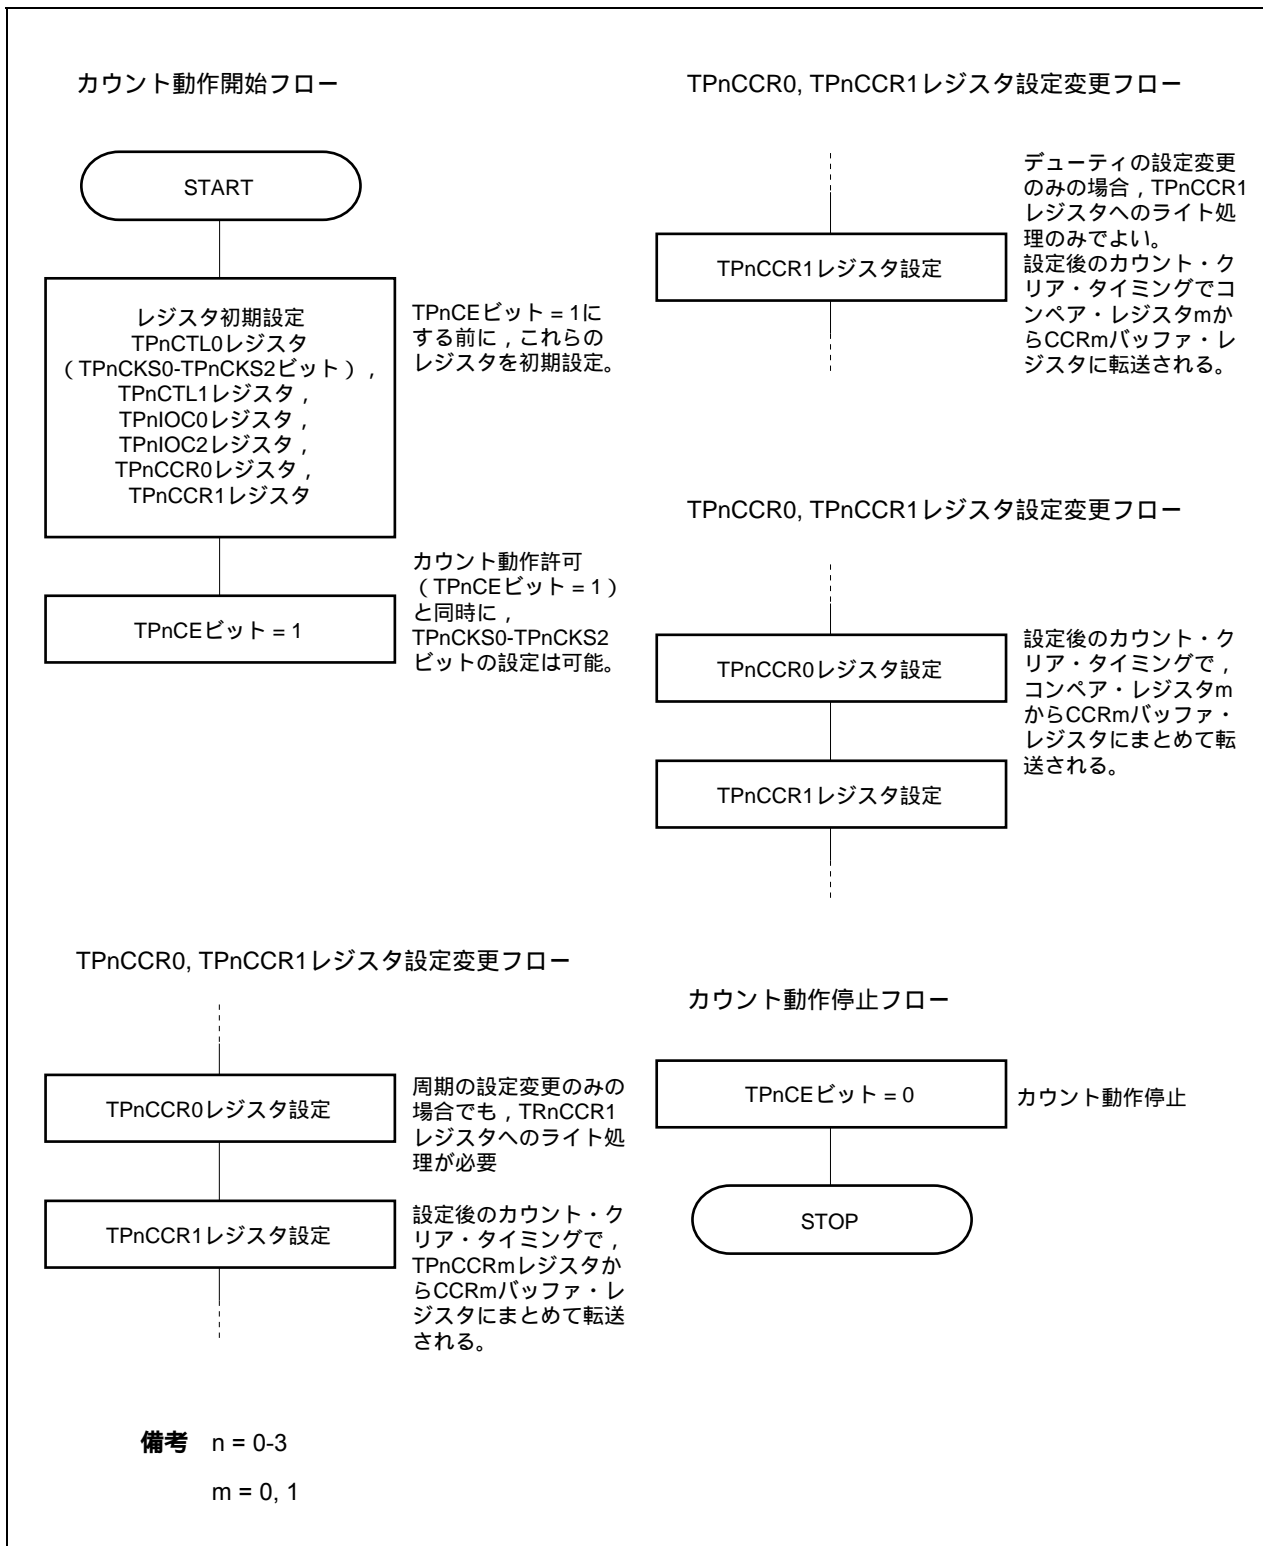 カウント動作開始フロー
START
レジスタ初期設定
TPnCTL0レジスタ
（TPnCKS0-TPnCKS2ビット），
TPnCTL1レジスタ，
TPnIOC0レジスタ，
TPnIOC2レジスタ，
TPnCCR0レジスタ，
TPnCCR1レジスタ
TPnCEビット = 1に
する前に，これらの
レジスタを初期設定。
TPnCEビット = 1
カウント動作許可
（TPnCEビット = 1）
と同時に，
TPnCKS0-TPnCKS2
ビットの設定は可能。
TPnCCR0, TPnCCR1レジスタ設定変更フロー
TPnCCR0レジスタ設定
周期の設定変更のみの
場合でも，TRnCCR1
レジスタへのライト処
理が必要
TPnCCR1レジスタ設定
設定後のカウント・ク
リア・タイミングで，
TPnCCRmレジスタか
らCCRmバッファ・レ
ジスタにまとめて転送
される。
TPnCCR0, TPnCCR1レジスタ設定変更フロー
TPnCCR1レジスタ設定
デューティの設定変更
のみの場合，TPnCCR1
レジスタへのライト処
理のみでよい。
設定後のカウント・ク
リア・タイミングでコ
ンペア・レジスタmか
らCCRmバッファ・レ
ジスタに転送される。
TPnCCR0, TPnCCR1レジスタ設定変更フロー
TPnCCR0レジスタ設定
設定後のカウント・ク
リア・タイミングで，
コンペア・レジスタm
からCCRmバッファ・
レジスタにまとめて転
送される。
TPnCCR1レジスタ設定
カウント動作停止フロー
TPnCEビット = 0
カウント動作停止
STOP
備考 n = 0-3
m = 0, 1